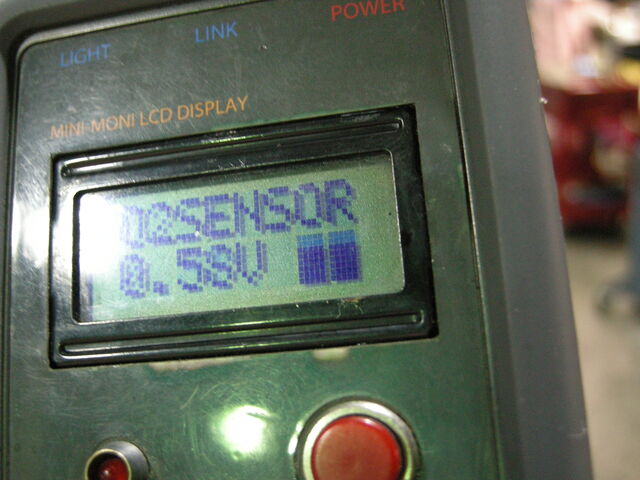 LIGHT LINK POWER
MINI-MONI LCD DISPLAY
O2SENSOR
0.58V